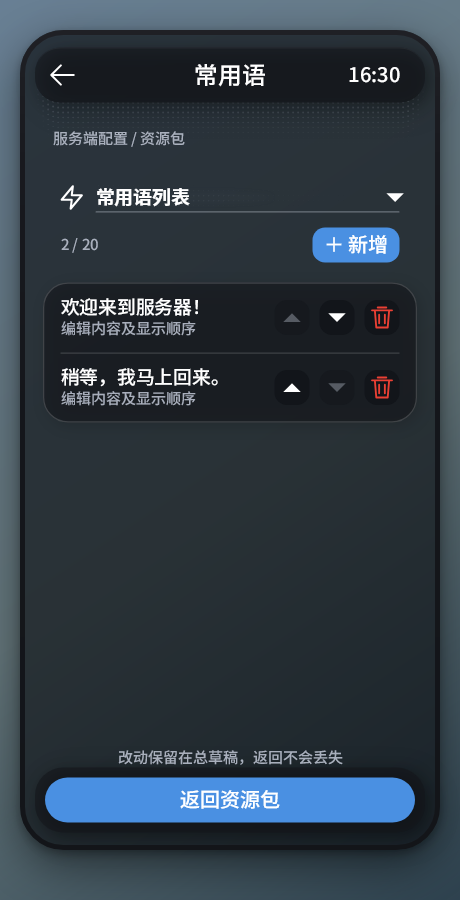 常用语
16:30
服务端配置 / 资源包
常用语列表
2 / 20
新增
欢迎来到服务器！
编辑内容及显示顺序
稍等，我马上回来。
编辑内容及显示顺序
改动保留在总草稿，返回不会丢失
返回资源包